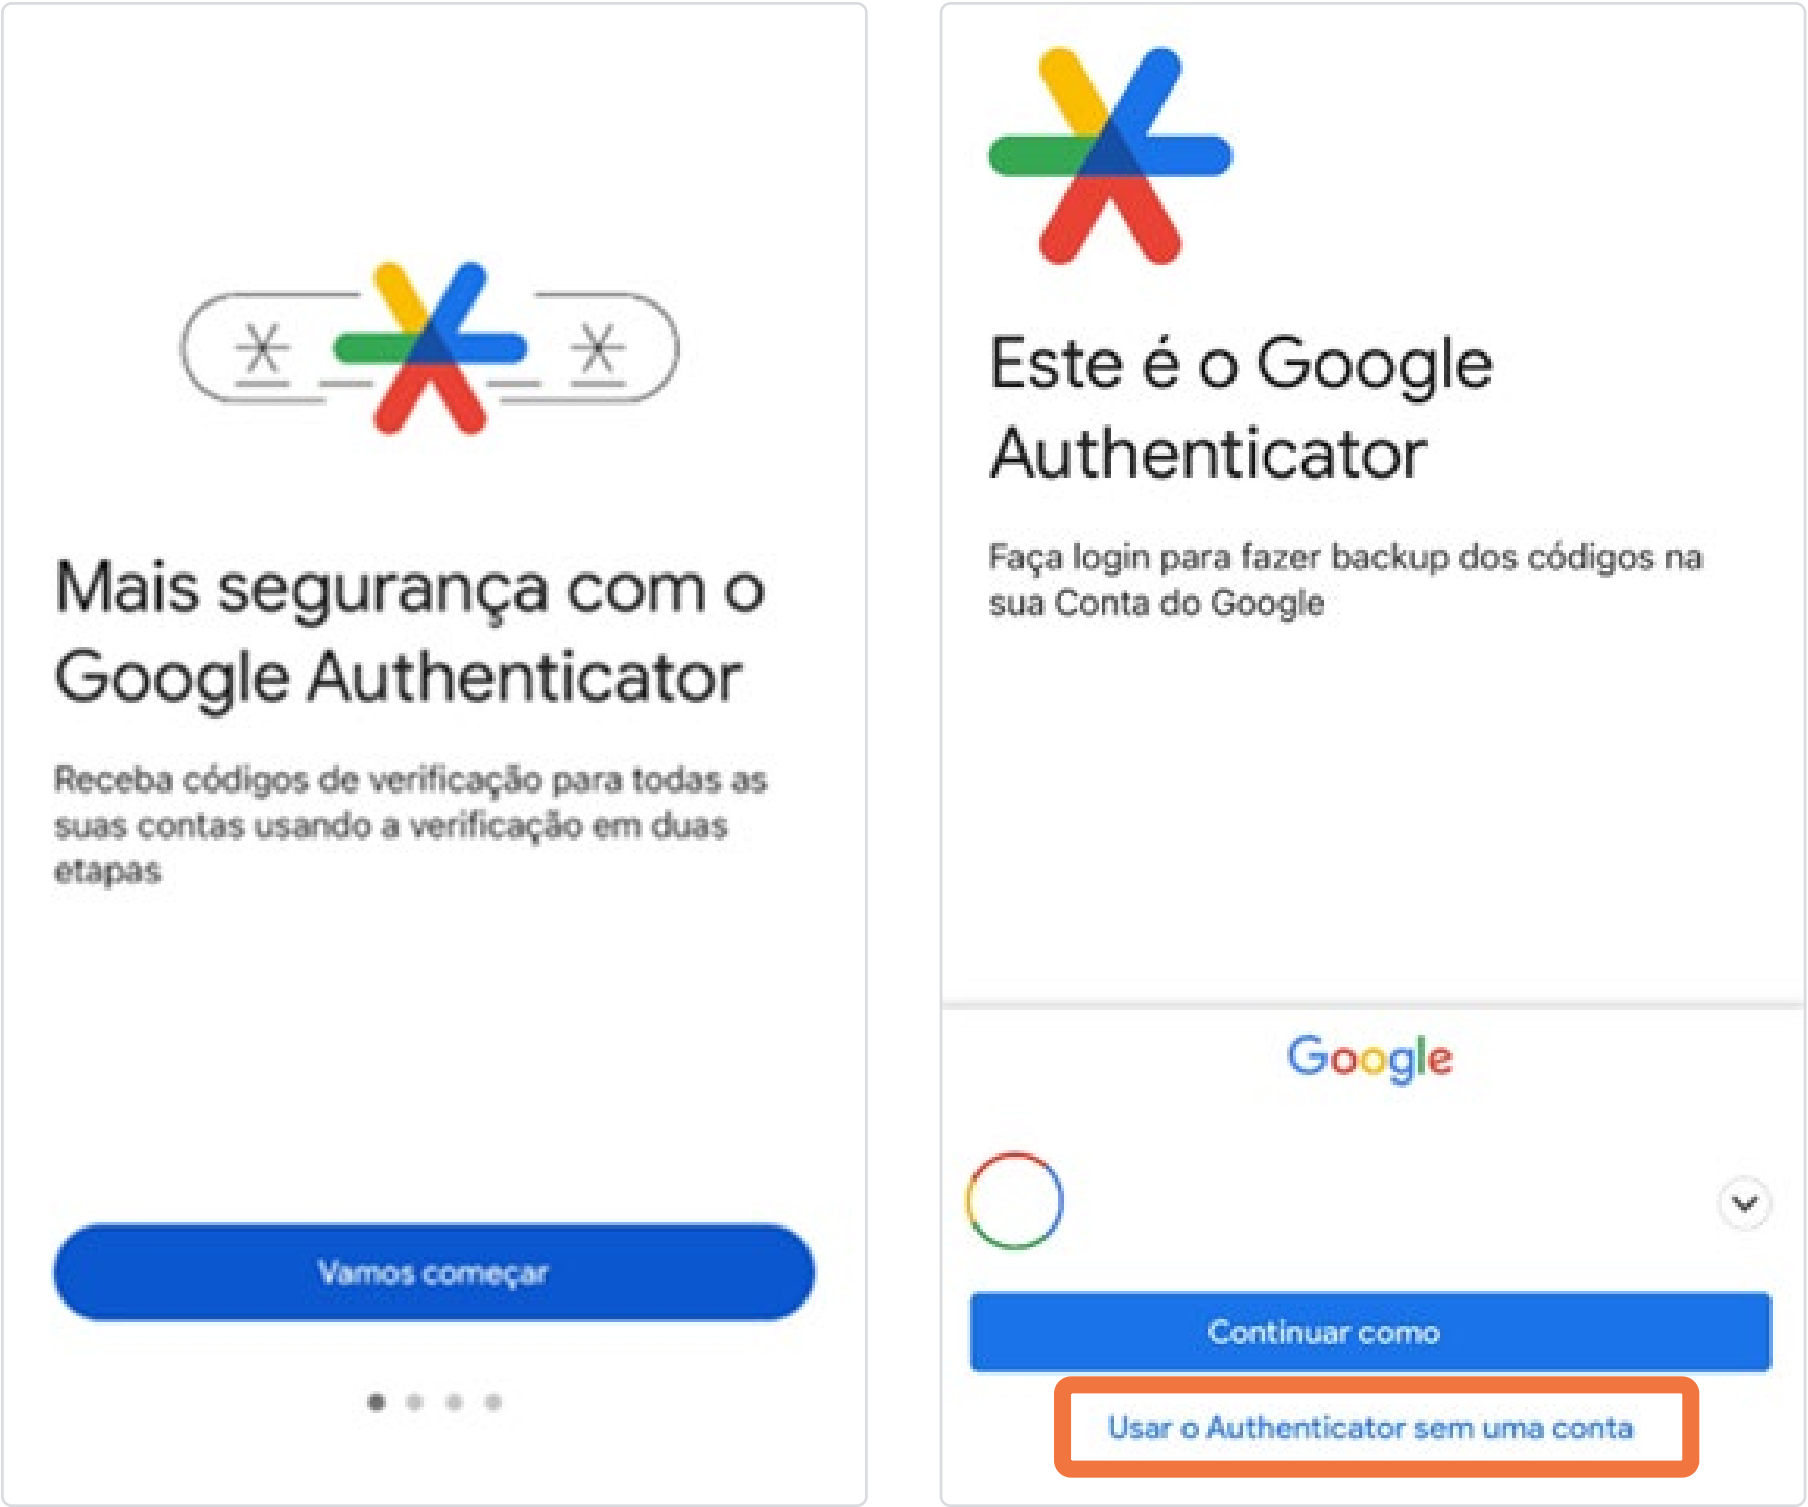 Mais segurança com o
Google Authenticator
Receba códigos de verificação para todas as
suas contas usando a verificação em duas
etapas
Vamos começar
Este é o Google
Authenticator
Faça login para fazer backup dos códigos na
sua Conta do Google
Google
Continuar como
Usar o Authenticator sem uma conta